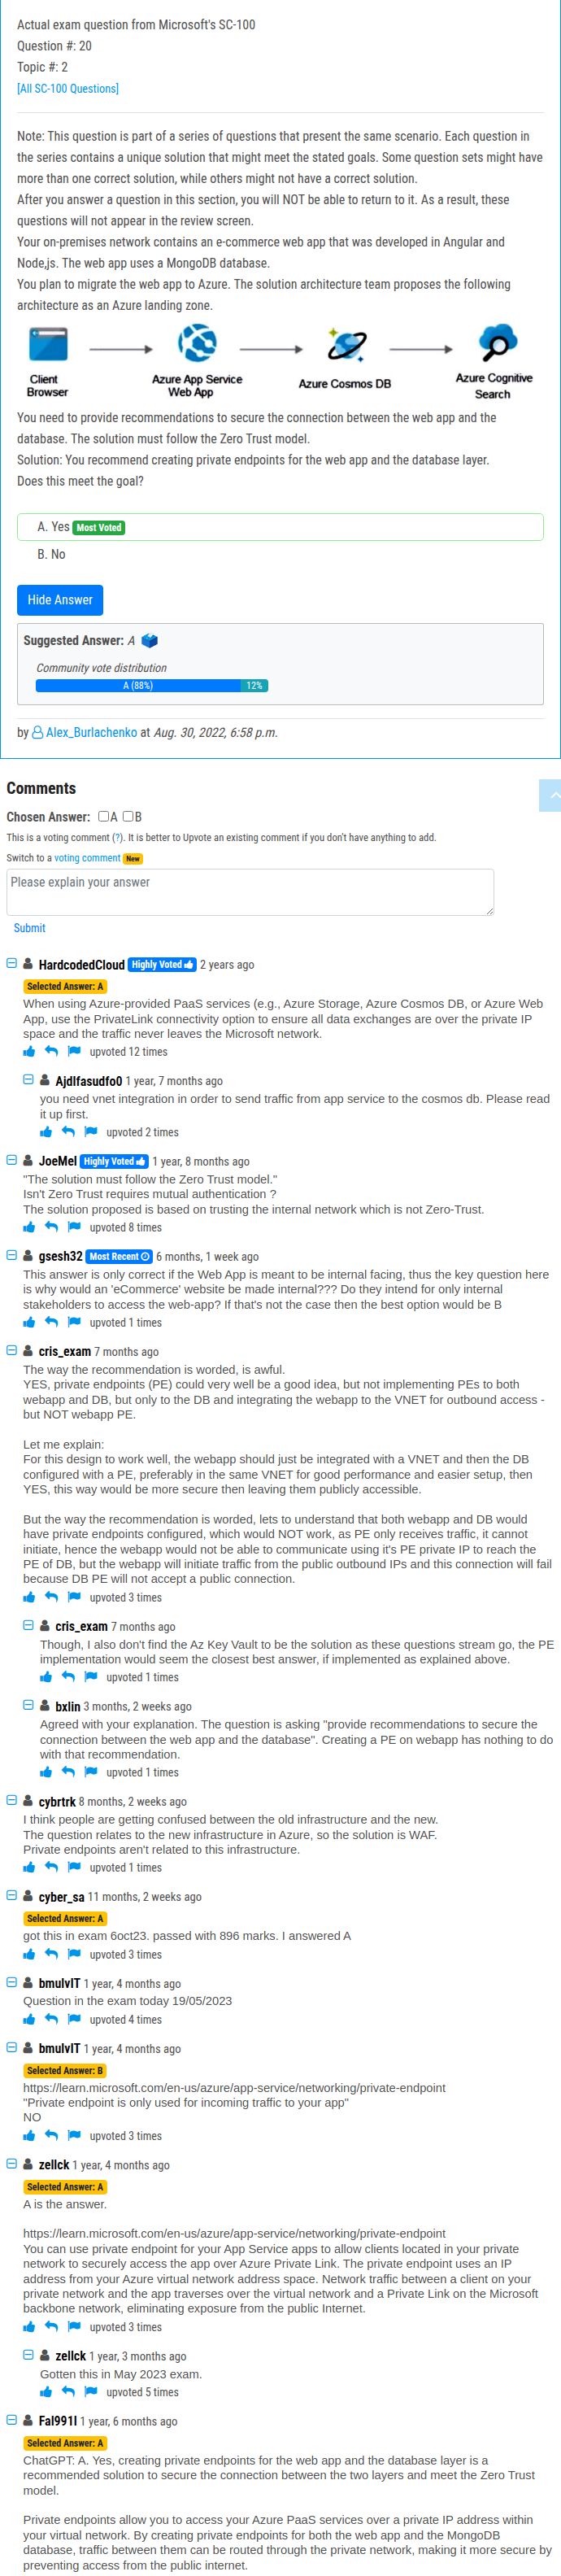 Actual exam question from Microsoft's SC-100
Question #: 20
Topic #: 2
[All SC-100 Questions]
Note: This question is part of a series of questions that present the same scenario. Each question in
the series contains a unique solution that might meet the stated goals. Some question sets might have
more than one correct solution, while others might not have a correct solution.
After you answer a question in this section, you will NOT be able to return to it. As a result, these
questions will not appear in the review screen.
Your on-premises network contains an e-commerce web app that was developed in Angular and
Node,js. The web app uses a MongoDB database.
You plan to migrate the web app to Azure. The solution architecture team proposes the following
architecture as an Azure landing zone.
Client
Browser
Azure App Service
Web App
Azure Cosmos DB
Azure Cognitive
Search
You need to provide recommendations to secure the connection between the web app and the
database. The solution must follow the Zero Trust model.
Solution: You recommend creating private endpoints for the web app and the database layer.
Does this meet the goal?
A. Yes Most Voted
B. No
Hide Answer
Suggested Answer: A
Community vote distribution
A (88%) 12%
by Alex_Burlachenko at Aug. 30, 2022, 6:58 p.m.
Comments
Chosen Answer: A B
This is a voting comment (?). It is better to Upvote an existing comment if you don't have anything to add.
Switch to a voting comment New
Please explain your answer
Submit
HardcodedCloud Highly Voted 2 years ago
Selected Answer: A
When using Azure-provided PaaS services (e.g., Azure Storage, Azure Cosmos DB, or Azure Web
App, use the PrivateLink connectivity option to ensure all data exchanges are over the private IP
space and the traffic never leaves the Microsoft network.
upvoted 12 times
Ajdlfasudfo0 1 year, 7 months ago
you need vnet integration in order to send traffic from app service to the cosmos db. Please read
it up first.
upvoted 2 times
JoeMel Highly Voted 1 year, 8 months ago
"The solution must follow the Zero Trust model."
Isn't Zero Trust requires mutual authentication ?
The solution proposed is based on trusting the internal network which is not Zero-Trust.
upvoted 8 times
gsesh32 Most Recent 6 months, 1 week ago
This answer is only correct if the Web App is meant to be internal facing, thus the key question here
is why would an 'eCommerce' website be made internal??? Do they intend for only internal
stakeholders to access the web-app? If that's not the case then the best option would be B
upvoted 1 times
cris_exam 7 months ago
The way the recommendation is worded, is awful.
YES, private endpoints (PE) could very well be a good idea, but not implementing PEs to both
webapp and DB, but only to the DB and integrating the webapp to the VNET for outbound access -
but NOT webapp PE.
Let me explain:
For this design to work well, the webapp should just be integrated with a VNET and then the DB
configured with a PE, preferably in the same VNET for good performance and easier setup, then
YES, this way would be more secure then leaving them publicly accessible.
But the way the recommendation is worded, lets to understand that both webapp and DB would
have private endpoints configured, which would NOT work, as PE only receives traffic, it cannot
initiate, hence the webapp would not be able to communicate using it's PE private IP to reach the
PE of DB, but the webapp will initiate traffic from the public outbound IPs and this connection will fail
because DB PE will not accept a public connection.
upvoted 3 times
cris_exam 7 months ago
Though, I also don't find the Az Key Vault to be the solution as these questions stream go, the PE
implementation would seem the closest best answer, if implemented as explained above.
upvoted 1 times
bxlin 3 months, 2 weeks ago
Agreed with your explanation. The question is asking "provide recommendations to secure the
connection between the web app and the database". Creating a PE on webapp has nothing to do
with that recommendation.
upvoted 1 times
cybrtrk 8 months, 2 weeks ago
I think people are getting confused between the old infrastructure and the new.
The question relates to the new infrastructure in Azure, so the solution is WAF.
Private endpoints aren't related to this infrastructure.
upvoted 1 times
cyber_sa 11 months, 2 weeks ago
Selected Answer: A
got this in exam 6oct23. passed with 896 marks. I answered A
upvoted 3 times
bmulvIT 1 year, 4 months ago
Question in the exam today 19/05/2023
upvoted 4 times
bmulvIT 1 year, 4 months ago
Selected Answer: B
https://learn.microsoft.com/en-us/azure/app-service/networking/private-endpoint
"Private endpoint is only used for incoming traffic to your app"
NO
upvoted 3 times
zellck 1 year, 4 months ago
Selected Answer: A
A is the answer.
https://learn.microsoft.com/en-us/azure/app-service/networking/private-endpoint
You can use private endpoint for your App Service apps to allow clients located in your private
network to securely access the app over Azure Private Link. The private endpoint uses an IP
address from your Azure virtual network address space. Network traffic between a client on your
private network and the app traverses over the virtual network and a Private Link on the Microsoft
backbone network, eliminating exposure from the public Internet.
upvoted 3 times
zellck 1 year, 3 months ago
Gotten this in May 2023 exam.
upvoted 5 times
Fal991l 1 year, 6 months ago
Selected Answer: A
ChatGPT: A. Yes, creating private endpoints for the web app and the database layer is a
recommended solution to secure the connection between the two layers and meet the Zero Trust
model.
Private endpoints allow you to access your Azure PaaS services over a private IP address within
your virtual network. By creating private endpoints for both the web app and the MongoDB
database, traffic between them can be routed through the private network, making it more secure by
preventing access from the public internet.